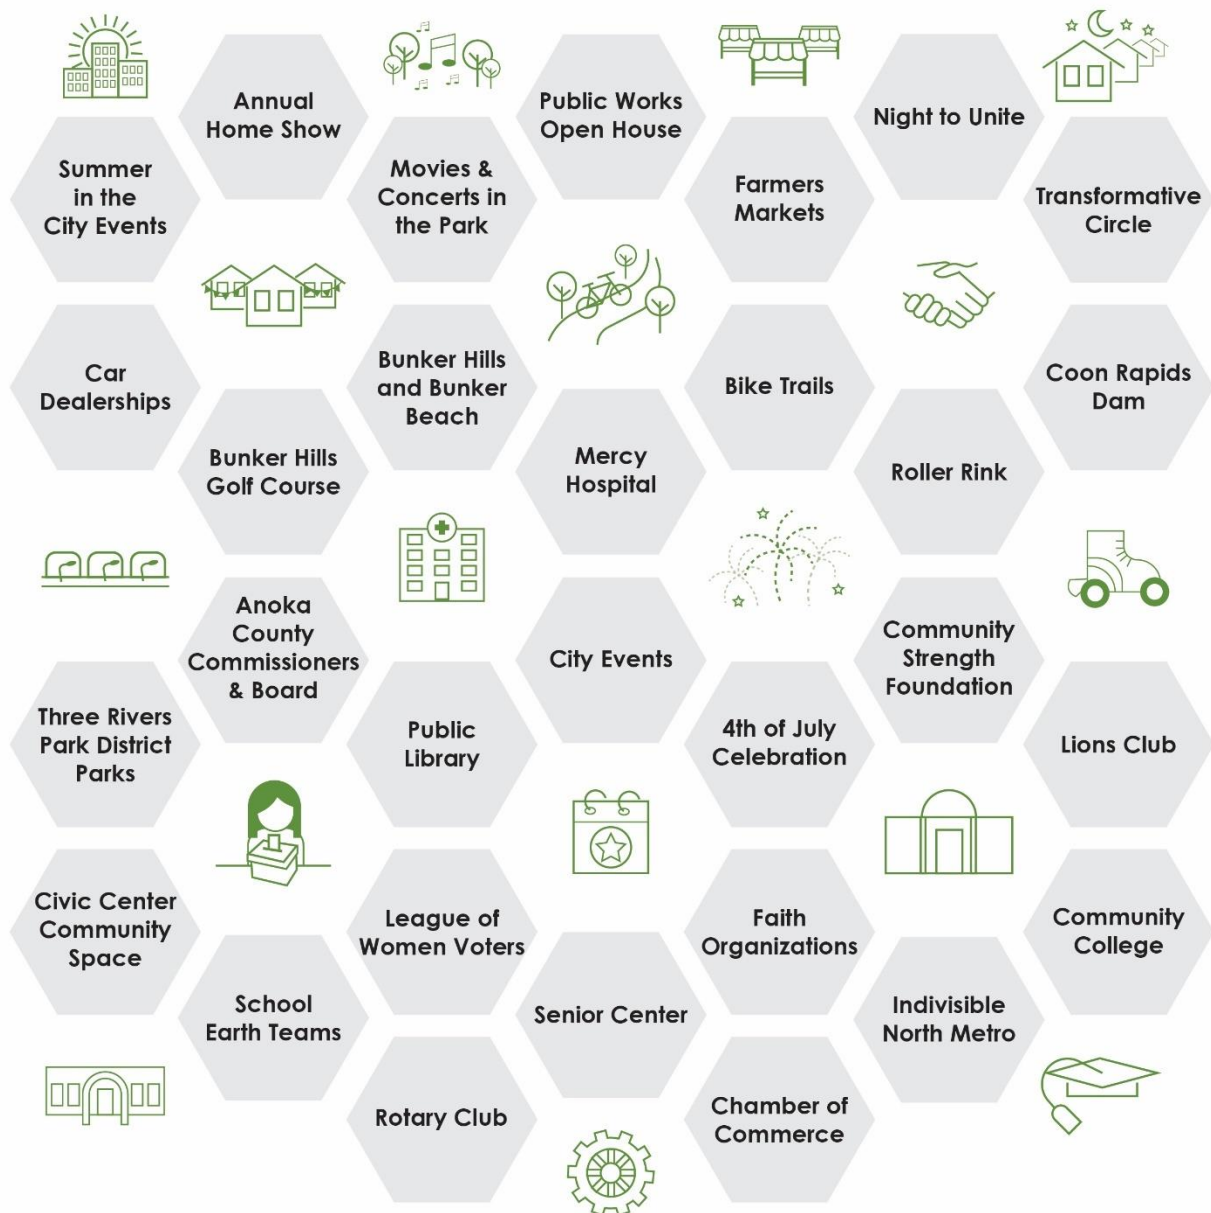 Annual
Home Show
Public Works
Open House
Night to Unite
Summer
in the
City Events
Movies &
Concerts in
the Park
Farmers
Markets
Transformative
Circle
Car
Dealerships
Bunker Hills
and Bunker
Beach
Bike Trails
Coon Rapids
Dam
Bunker Hills
Golf Course
Mercy
Hospital
Roller Rink
Anoka
County
Commissioners
& Board
City Events
Community
Strength
Foundation
Three Rivers
Park District
Parks
Public
Library
4th of July
Celebration
Lions Club
Civic Center
Community
Space
League of
Women Voters
Faith
Organizations
Community
College
School
Earth Teams
Senior Center
Indivisible
North Metro
Rotary Club
Chamber of
Commerce